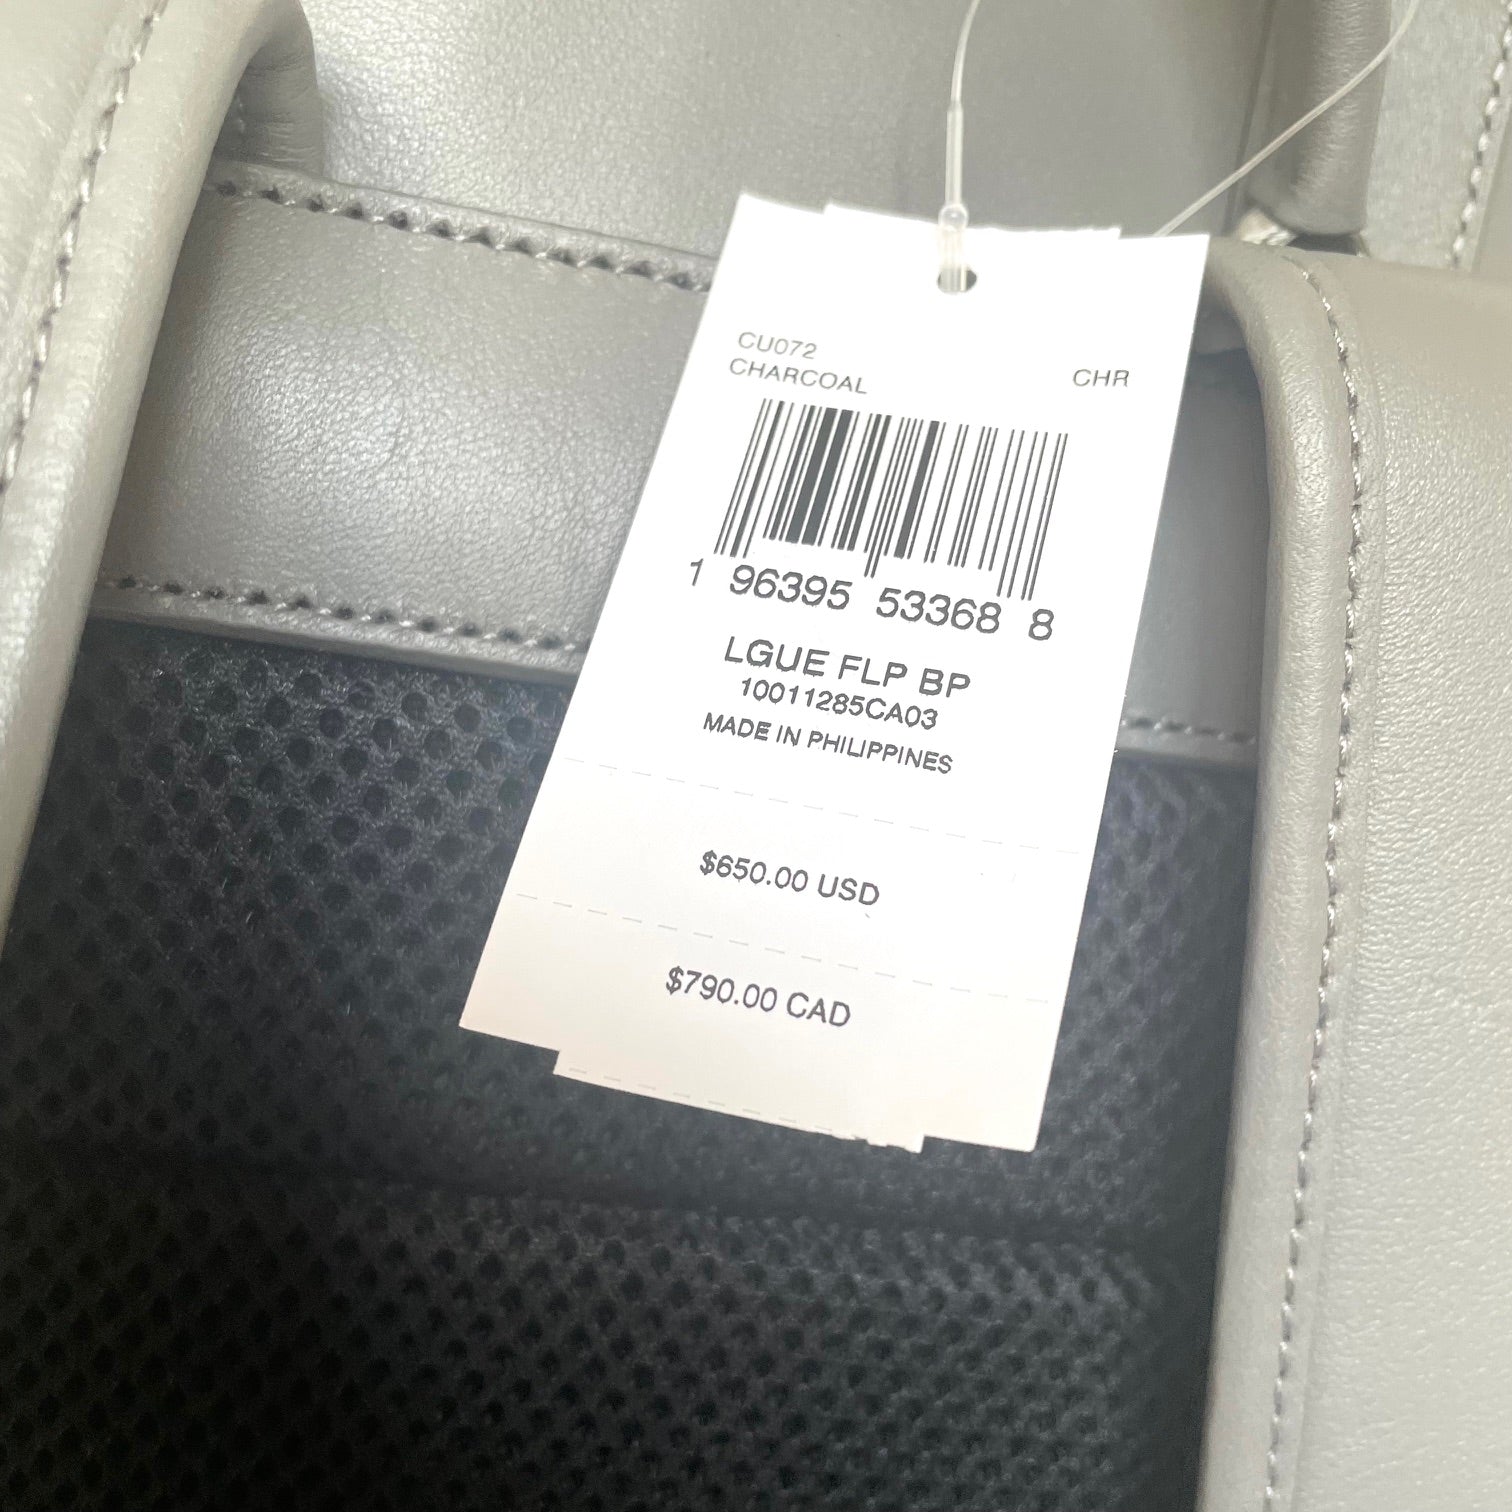 CU072
CHARCOAL CHR
1 96395 53368 8
LGUE FLP BP
10011285CA03
MADE IN PHILIPPINES
$650.00 USD
$790.00 CAD